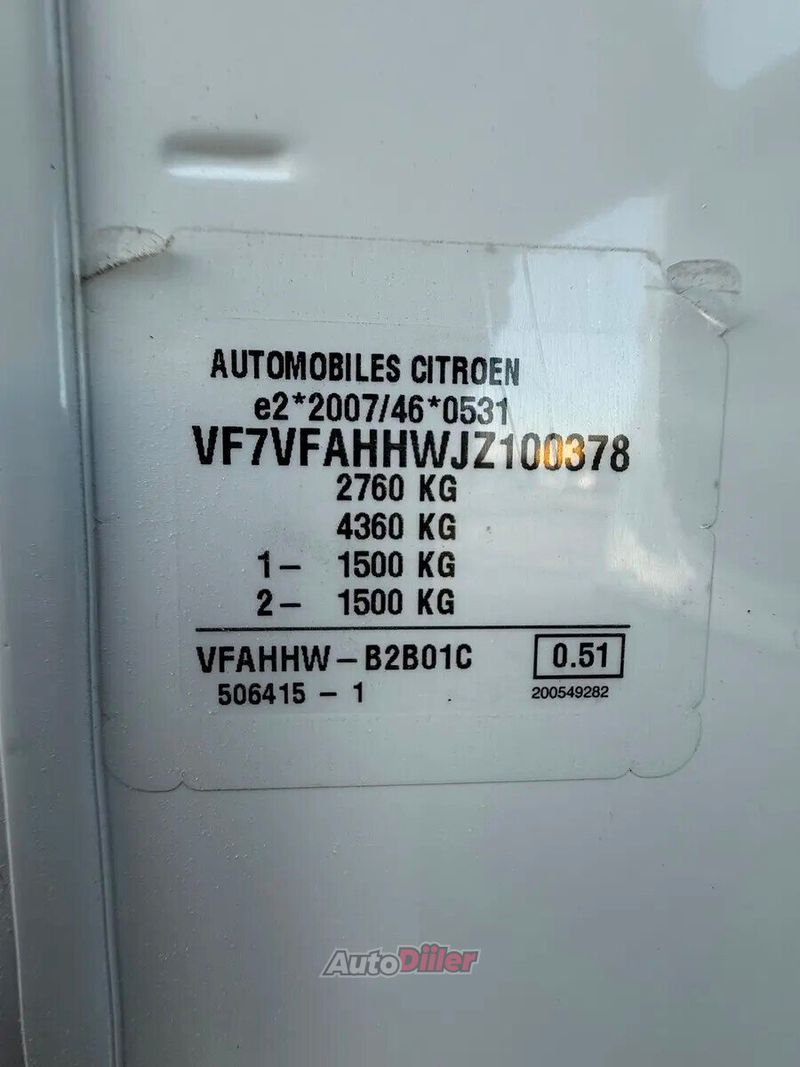 AUTOMOBILES CITROEN
e2*2007/46*0531
VF7VFAHHWJZ100378
2760 KG
4360 KG
1- 1500 KG
2- 1500 KG
VFAHHW-B2B01C 0.51
506415-1 200549282
AutoDiler